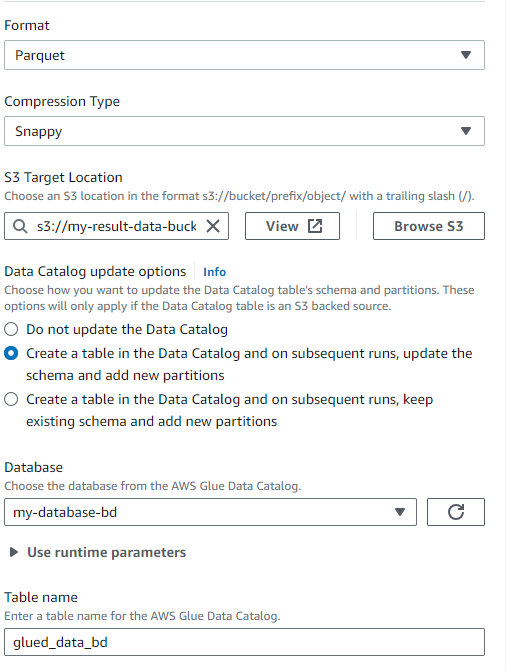 Format
Parquet
Compression Type
Snappy
S3 Target Location
Choose an S3 location in the format s3://bucket/prefix/object/ with a trailing slash (/).
s3://my-result-data-buck
View
Browse S3
Data Catalog update options Info
Choose how you want to update the Data Catalog table's schema and partitions. These
options will only apply if the Data Catalog table is an S3 backed source.
Do not update the Data Catalog
Create a table in the Data Catalog and on subsequent runs, update the
schema and add new partitions
Create a table in the Data Catalog and on subsequent runs, keep
existing schema and add new partitions
Database
Choose the database from the AWS Glue Data Catalog.
my-database-bd
Use runtime parameters
Table name
Enter a table name for the AWS Glue Data Catalog.
glued_data_bd